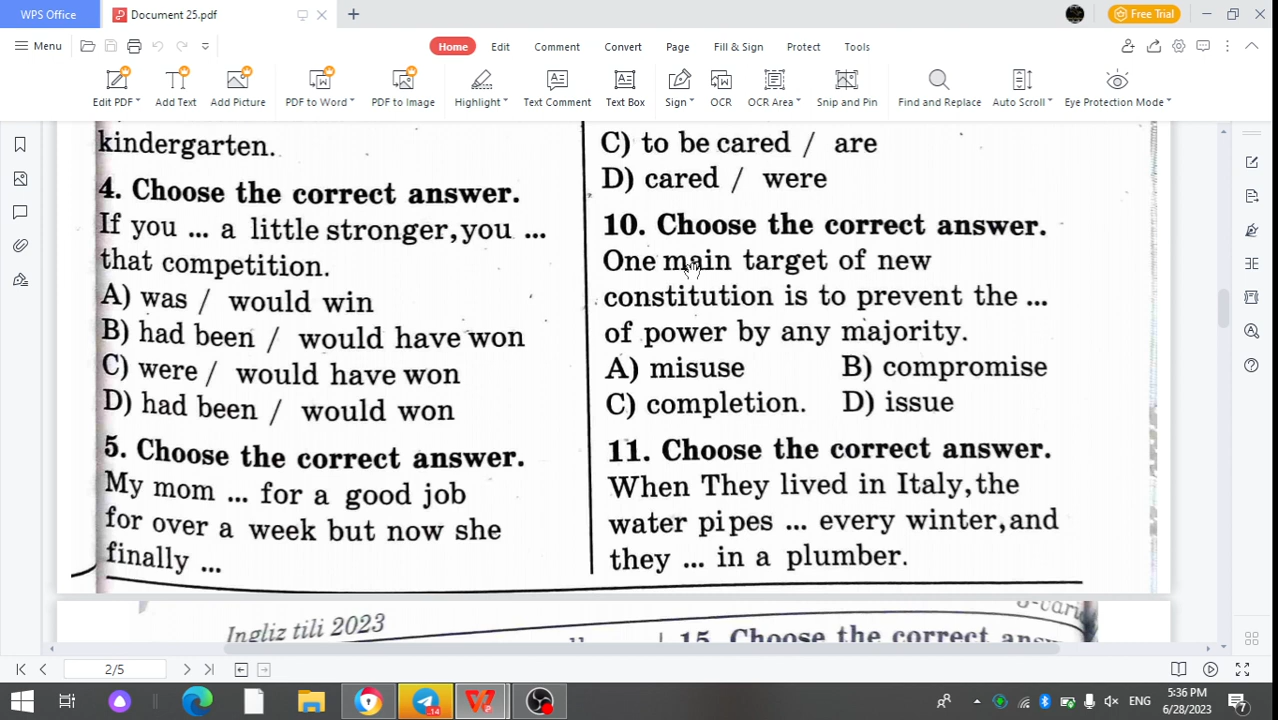 WPS Office
Document 25.pdf
Free Trial
Menu
Home
Edit
Comment
Convert
Page
Fill & Sign
Protect
Tools
Edit PDF
Add Text
Add Picture
PDF to Word
PDF to Image
Highlight
Text Comment
Text Box
Sign
OCR
OCR Area
Snip and Pin
Find and Replace
Auto Scroll
Eye Protection Mode
kindergarten.
4. Choose the correct answer.
If you ... a little stronger, you ...
that competition.
A) was / would win
B) had been / would have won
C) were / would have won
D) had been / would won
5. Choose the correct answer.
My mom ... for a good job
for over a week but now she
finally ...
C) to be cared / are
D) cared / were
10. Choose the correct answer.
One main target of new
constitution is to prevent the ...
of power by any majority.
A) misuse B) compromise
C) completion. D) issue
11. Choose the correct answer.
When They lived in Italy, the
water pipes ... every winter, and
they ... in a plumber.
Ingliz tili 2023
15. Choose the correct
2/5
14
ENG
5:36 PM
6/28/2023
7